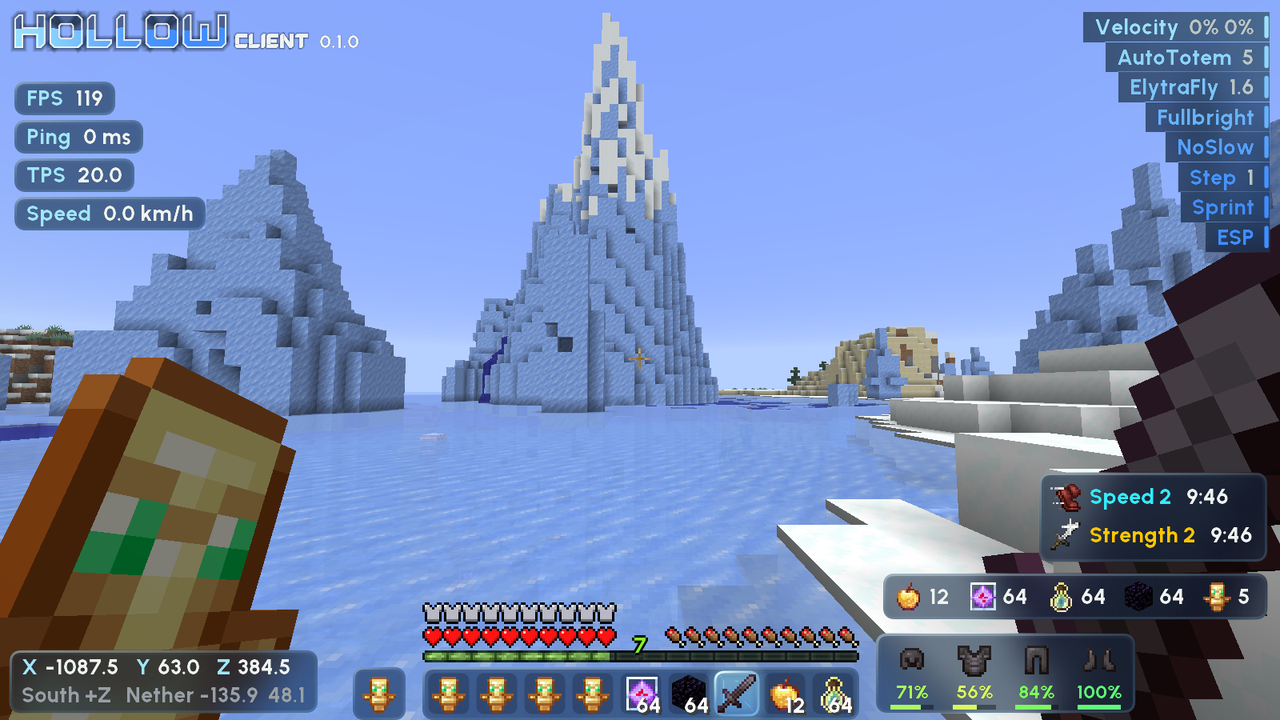 HOLLOW CLIENT 0.1.0
FPS 119
Ping 0 ms
TPS 20.0
Speed 0.0 km/h
Velocity 0% 0%
AutoTotem 5
ElytraFly 1.6
Fullbright
NoSlow
Step 1
Sprint
ESP
Speed 2 9:46
Strength 2 9:46
12 64 64 64 5
7
X -1087.5 Y 63.0 Z 384.5
South +Z Nether -135.9 48.1
64 64 12 64
71% 56% 84% 100%